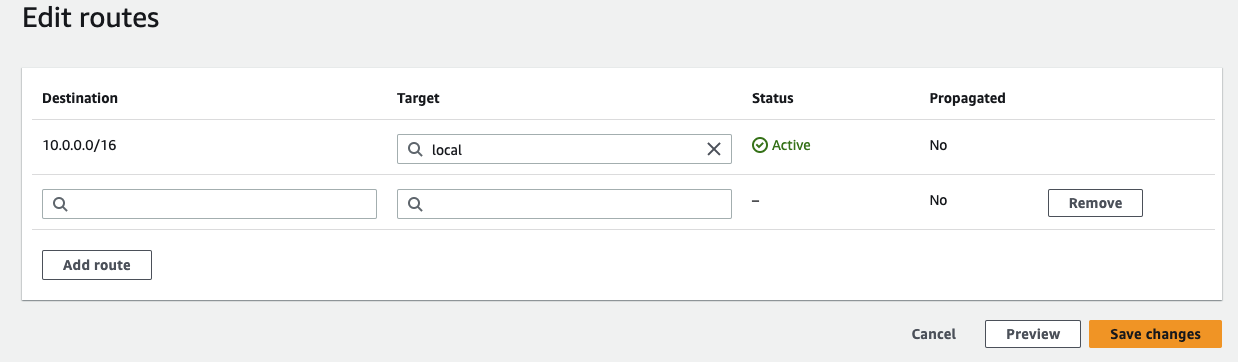 Edit routes
Destination Target Status Propagated
10.0.0.0/16 local Active No
– No Remove
Add route
Cancel Preview Save changes